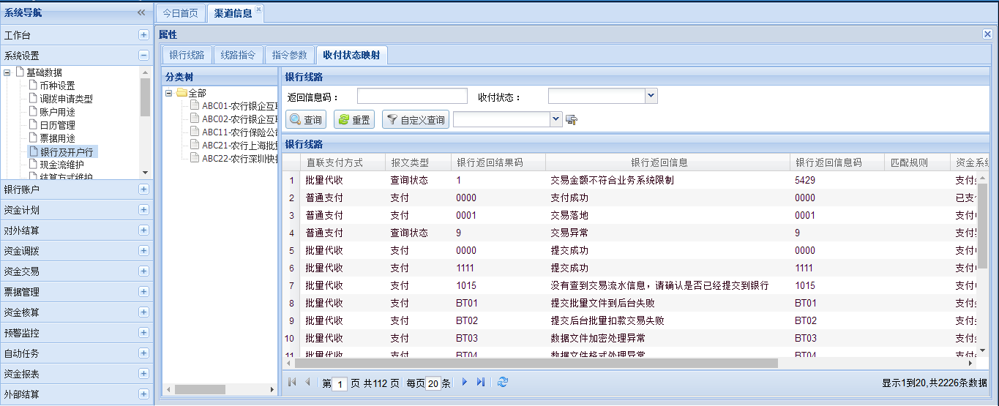 系统导航
今日首页 渠道信息
工作台
系统设置
基础数据
币种设置
调拨申请类型
账户用途
日历管理
票据用途
银行及开户行
现金流维护
结算方式维护
银行账户
资金计划
对外结算
资金调拨
资金交易
票据管理
资金核算
预警监控
自动任务
资金报表
外部结算
属性
银行线路 线路指令 指令参数 收付状态映射
分类树
全部
ABC01-农行银企互联
ABC02-农行银企互联
ABC11-农行保险公司
ABC21-农行上海批量
ABC22-农行深圳快捷
银行线路
返回信息码： 收付状态：
查询 重置 自定义查询
银行线路
直联支付方式 报文类型 银行返回结果码 银行返回信息 银行返回信息码 匹配规则 资金系统
1 批量代收 查询状态 1 交易金额不符合业务系统限制 5429 支付
2 普通支付 支付 0000 支付成功 0000 已支
3 普通支付 支付 0001 交易落地 0001 支付
4 普通支付 查询状态 9 交易异常 9 支付
5 批量代收 支付 0000 提交成功 0000 支付
6 批量代收 支付 1111 提交成功 1111 支付
7 批量代收 支付 1015 没有查到交易流水信息，请确认是否已经提交到银行 1015 支付
8 批量代收 支付 BT01 提交批量文件到后台失败 BT01 支付
9 批量代收 支付 BT02 提交后台批量扣款交易失败 BT02 支付
10 批量代收 支付 BT03 数据文件加密处理异常 BT03 支付
11 批量代收 支付 BT04 数据文件格式处理异常 BT04 支付
第 1 页 共112 页 每页 20 条
显示1到20,共2226条数据